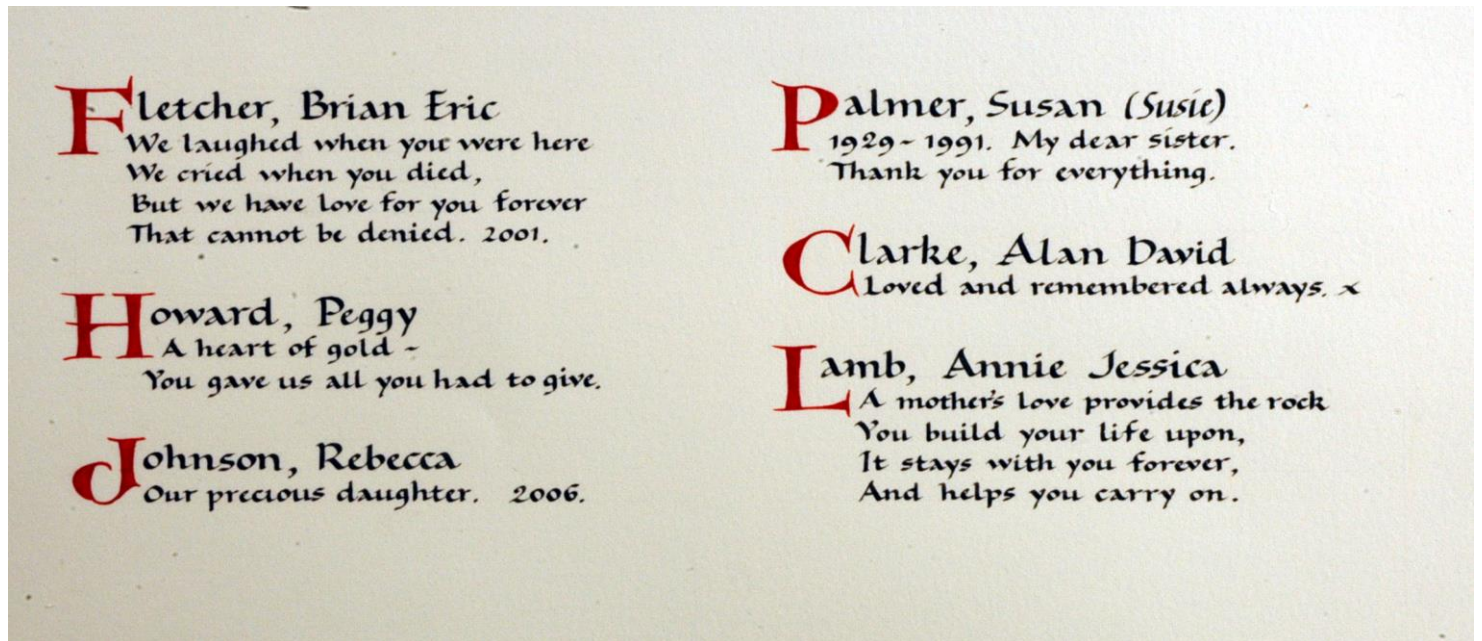 Fletcher, Brian Eric
We laughed when you were here
We cried when you died,
But we have love for you forever
That cannot be denied. 2001.
Howard, Peggy
A heart of gold -
You gave us all you had to give.
Johnson, Rebecca
Our precious daughter. 2006.
Palmer, Susan (Susie)
1929 - 1991. My dear sister.
Thank you for everything.
Clarke, Alan David
Loved and remembered always. x
Lamb, Annie Jessica
A mother's love provides the rock
You build your life upon,
It stays with you forever,
And helps you carry on.